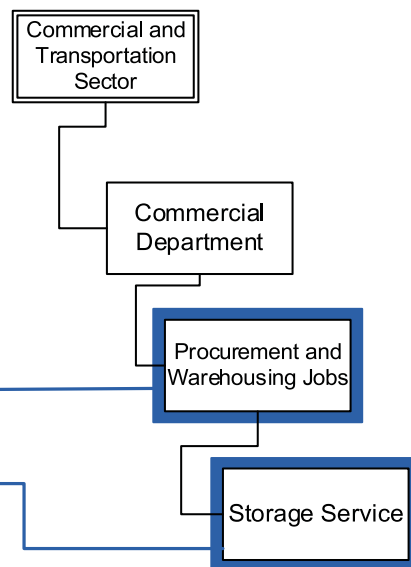 Commercial and
Transportation
Sector
Commercial
Department
Procurement and
Warehousing Jobs
Storage Service